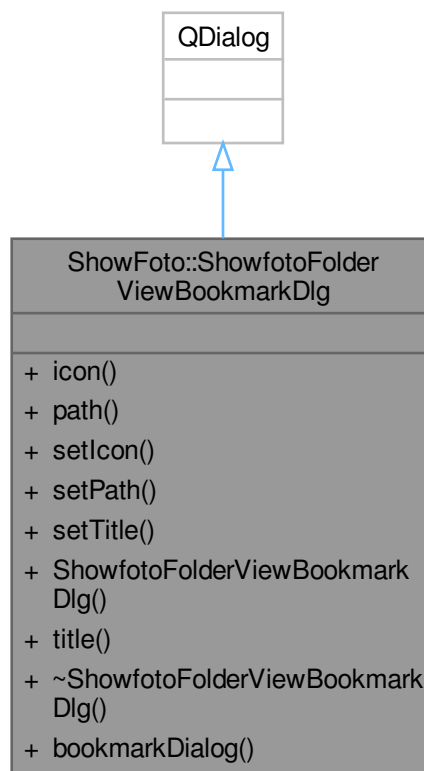 QDialog
ShowFoto::ShowfotoFolder
ViewBookmarkDlg
+ icon()
+ path()
+ setIcon()
+ setPath()
+ setTitle()
+ ShowfotoFolderViewBookmark
Dlg()
+ title()
+ ~ShowfotoFolderViewBookmark
Dlg()
+ bookmarkDialog()